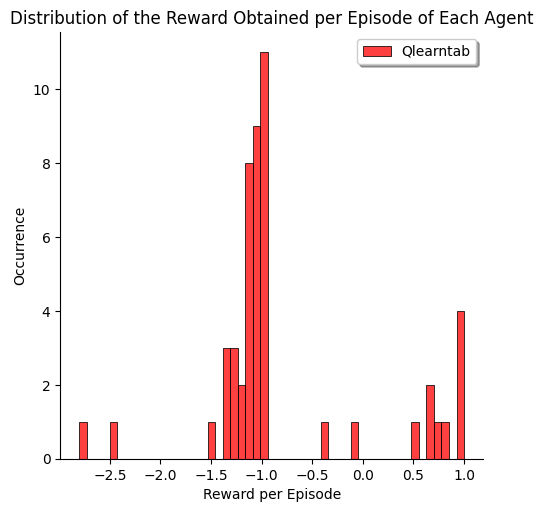 Distribution of the Reward Obtained per Episode of Each Agent
Qlearntab
10
8
6
4
2
0
Occurrence
−2.5 −2.0 −1.5 −1.0 −0.5 0.0 0.5 1.0
Reward per Episode